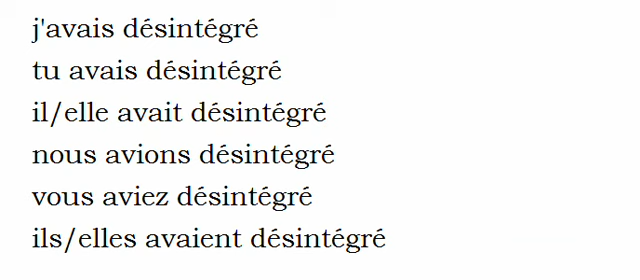 j'avais désintégré
tu avais désintégré
il/elle avait désintégré
nous avions désintégré
vous aviez désintégré
ils/elles avaient désintégré